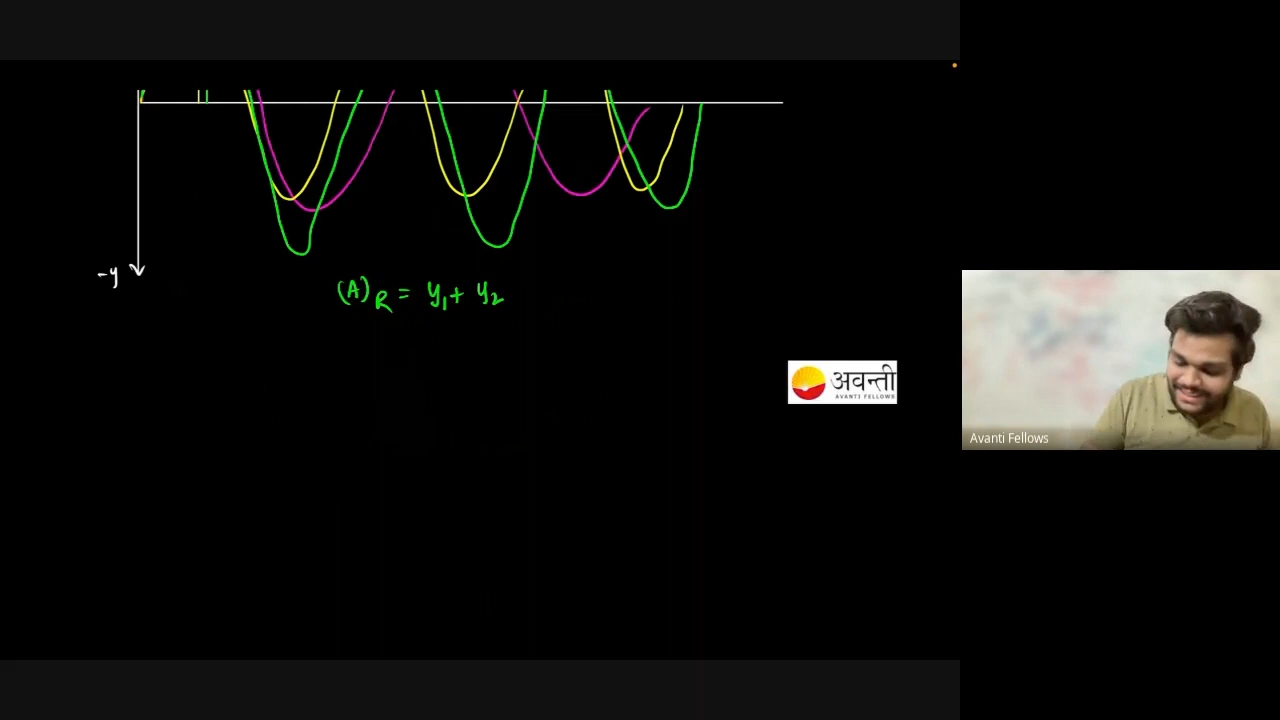 -y
(A)R = y1 + y2
अवन्ती
AVANTI FELLOWS
Avanti Fellows